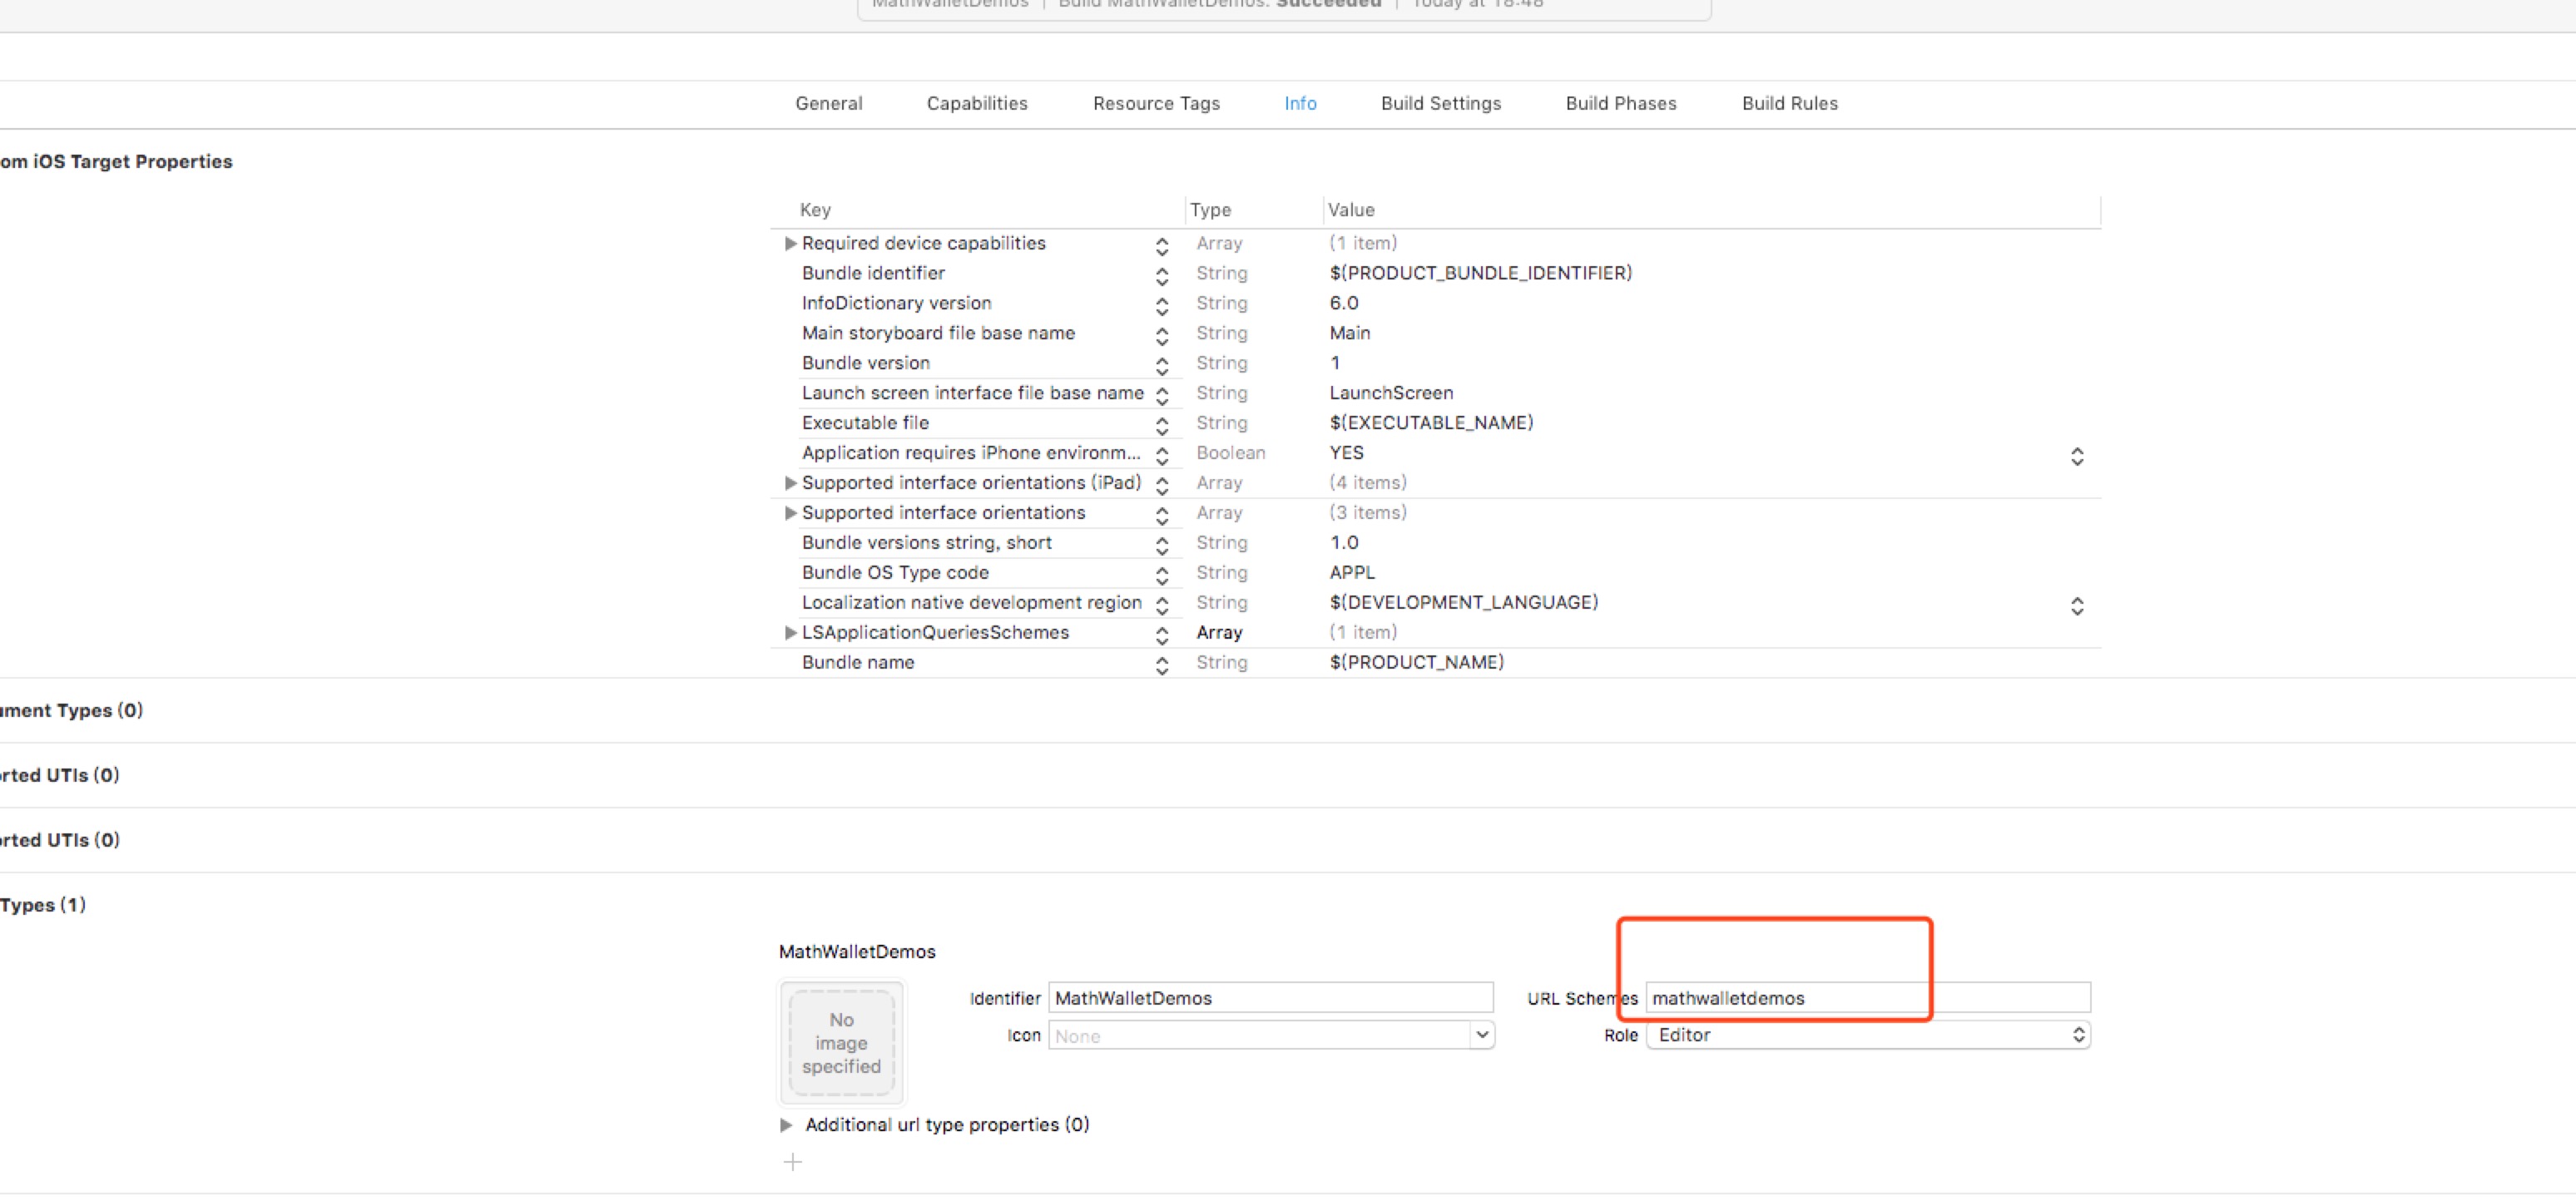 MathWalletDemos | Build MathWalletDemos: Succeeded | Today at 18:48
General Capabilities Resource Tags Info Build Settings Build Phases Build Rules
om iOS Target Properties
Key Type Value
Required device capabilities Array (1 item)
Bundle identifier String $(PRODUCT_BUNDLE_IDENTIFIER)
InfoDictionary version String 6.0
Main storyboard file base name String Main
Bundle version String 1
Launch screen interface file base name String LaunchScreen
Executable file String $(EXECUTABLE_NAME)
Application requires iPhone environm... Boolean YES
Supported interface orientations (iPad) Array (4 items)
Supported interface orientations Array (3 items)
Bundle versions string, short String 1.0
Bundle OS Type code String APPL
Localization native development region String $(DEVELOPMENT_LANGUAGE)
LSApplicationQueriesSchemes Array (1 item)
Bundle name String $(PRODUCT_NAME)
ument Types (0)
orted UTIs (0)
orted UTIs (0)
Types (1)
MathWalletDemos
No image specified
Identifier MathWalletDemos URL Schemes mathwalletdemos
Icon None Role Editor
Additional url type properties (0)